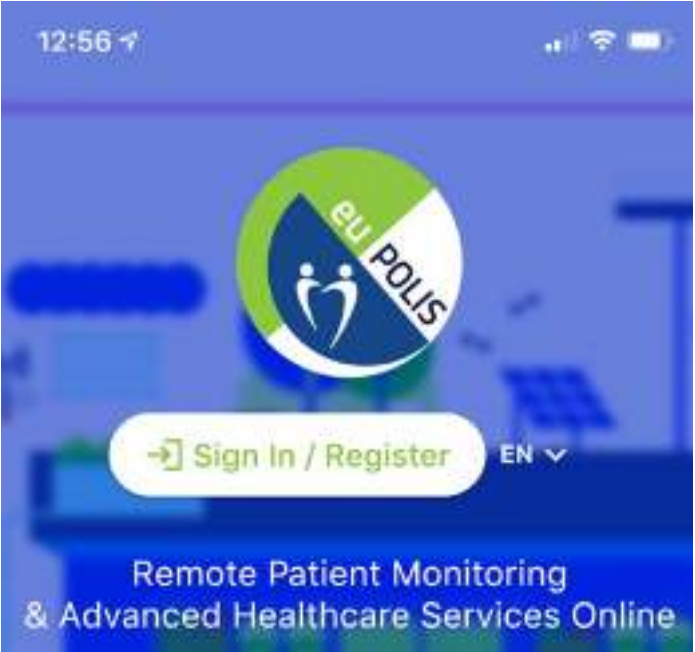 12:56
eu
POLIS
Sign In / Register
EN
Remote Patient Monitoring
& Advanced Healthcare Services Online